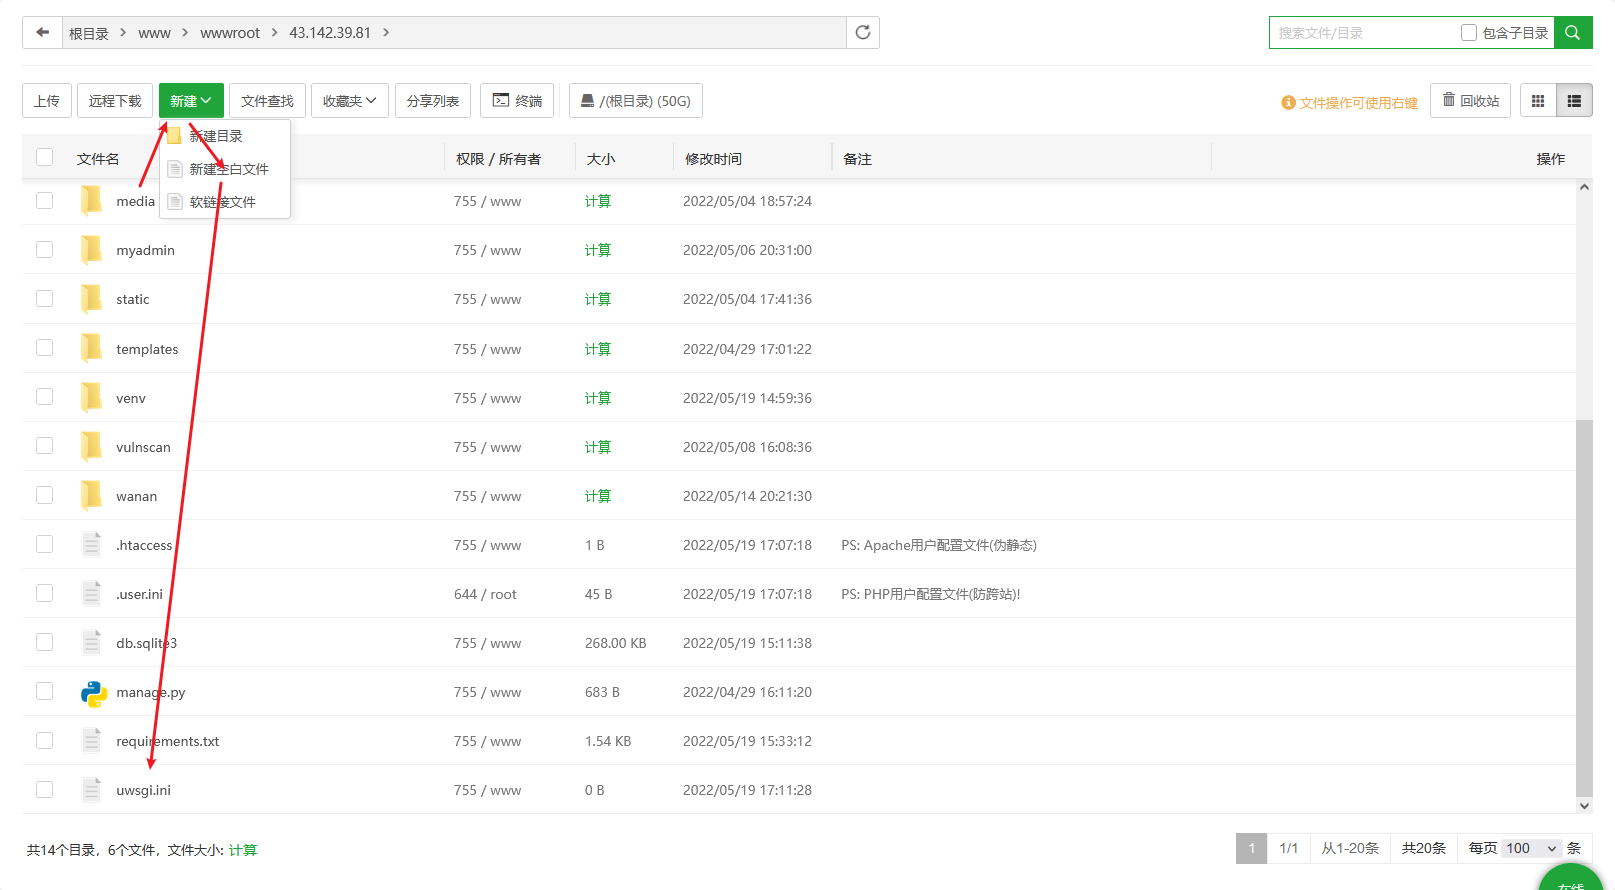 根目录 www wwwroot 43.142.39.81
搜索文件/目录 包含子目录
上传 远程下载 新建 文件查找 收藏夹 分享列表 终端 /(根目录) (50G) 文件操作可使用右键 回收站
新建目录
新建空白文件
软链接文件
文件名 权限 / 所有者 大小 修改时间 备注 操作
media 755 / www 计算 2022/05/04 18:57:24
myadmin 755 / www 计算 2022/05/06 20:31:00
static 755 / www 计算 2022/05/04 17:41:36
templates 755 / www 计算 2022/04/29 17:01:22
venv 755 / www 计算 2022/05/19 14:59:36
vulnscan 755 / www 计算 2022/05/08 16:08:36
wanan 755 / www 计算 2022/05/14 20:21:30
.htaccess 755 / www 1 B 2022/05/19 17:07:18 PS: Apache用户配置文件(伪静态)
.user.ini 644 / root 45 B 2022/05/19 17:07:18 PS: PHP用户配置文件(防跨站)!
db.sqlite3 755 / www 268.00 KB 2022/05/19 15:11:38
manage.py 755 / www 683 B 2022/04/29 16:11:20
requirements.txt 755 / www 1.54 KB 2022/05/19 15:33:12
uwsgi.ini 755 / www 0 B 2022/05/19 17:11:28
共14个目录，6个文件，文件大小: 计算
1 1/1 从1-20条 共20条 每页 100 条
在线